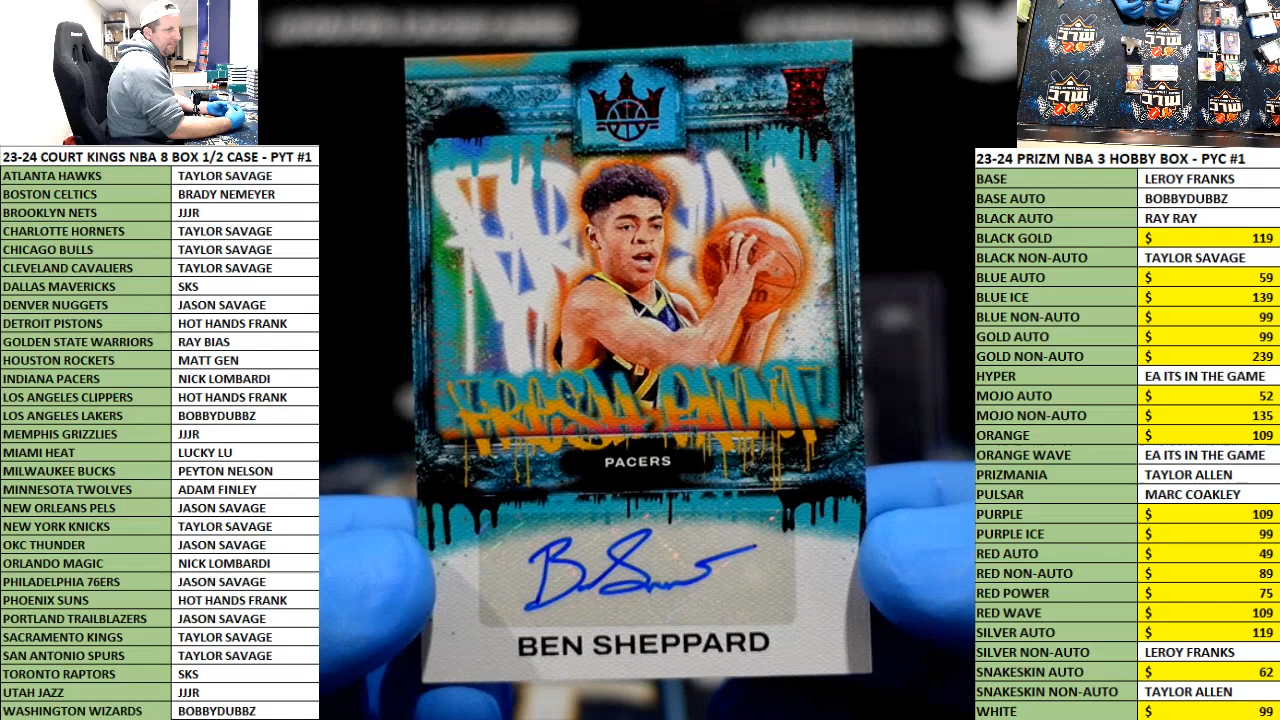 23-24 COURT KINGS NBA 8 BOX 1/2 CASE - PYT #1
ATLANTA HAWKS TAYLOR SAVAGE
BOSTON CELTICS BRADY NEMEYER
BROOKLYN NETS JJJR
CHARLOTTE HORNETS TAYLOR SAVAGE
CHICAGO BULLS TAYLOR SAVAGE
CLEVELAND CAVALIERS TAYLOR SAVAGE
DALLAS MAVERICKS SKS
DENVER NUGGETS JASON SAVAGE
DETROIT PISTONS HOT HANDS FRANK
GOLDEN STATE WARRIORS RAY BIAS
HOUSTON ROCKETS MATT GEN
INDIANA PACERS NICK LOMBARDI
LOS ANGELES CLIPPERS HOT HANDS FRANK
LOS ANGELES LAKERS BOBBYDUBBZ
MEMPHIS GRIZZLIES JJJR
MIAMI HEAT LUCKY LU
MILWAUKEE BUCKS PEYTON NELSON
MINNESOTA TWOLVES ADAM FINLEY
NEW ORLEANS PELS JASON SAVAGE
NEW YORK KNICKS TAYLOR SAVAGE
OKC THUNDER JASON SAVAGE
ORLANDO MAGIC NICK LOMBARDI
PHILADELPHIA 76ERS JASON SAVAGE
PHOENIX SUNS HOT HANDS FRANK
PORTLAND TRAILBLAZERS JASON SAVAGE
SACRAMENTO KINGS TAYLOR SAVAGE
SAN ANTONIO SPURS TAYLOR SAVAGE
TORONTO RAPTORS SKS
UTAH JAZZ JJJR
WASHINGTON WIZARDS BOBBYDUBBZ
FRESH PAINT
PACERS
BEN SHEPPARD
23-24 PRIZM NBA 3 HOBBY BOX - PYC #1
BASE LEROY FRANKS
BASE AUTO BOBBYDUBBZ
BLACK AUTO RAY RAY
BLACK GOLD $ 119
BLACK NON-AUTO TAYLOR SAVAGE
BLUE AUTO $ 59
BLUE ICE $ 139
BLUE NON-AUTO $ 99
GOLD AUTO $ 99
GOLD NON-AUTO $ 239
HYPER EA ITS IN THE GAME
MOJO AUTO $ 52
MOJO NON-AUTO $ 135
ORANGE $ 109
ORANGE WAVE EA ITS IN THE GAME
PRIZMANIA TAYLOR ALLEN
PULSAR MARC COAKLEY
PURPLE $ 109
PURPLE ICE $ 99
RED AUTO $ 49
RED NON-AUTO $ 89
RED POWER $ 75
RED WAVE $ 109
SILVER AUTO $ 119
SILVER NON-AUTO LEROY FRANKS
SNAKESKIN AUTO $ 62
SNAKESKIN NON-AUTO TAYLOR ALLEN
WHITE $ 99